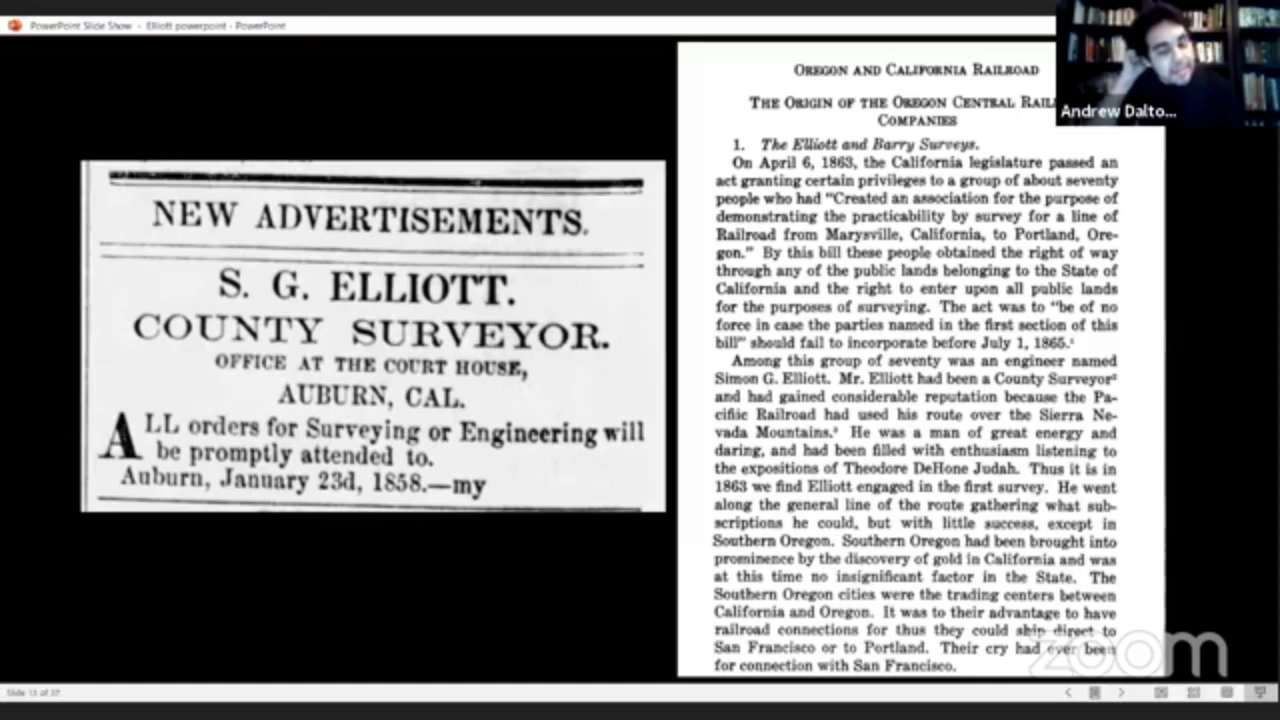 PowerPoint Slide Show - Elliott powerpoint - PowerPoint
NEW ADVERTISEMENTS.
S. G. ELLIOTT.
COUNTY SURVEYOR.
OFFICE AT THE COURT HOUSE,
AUBURN, CAL.
ALL orders for Surveying or Engineering will
be promptly attended to.
Auburn, January 23d, 1858.—my
OREGON AND CALIFORNIA RAILROAD
THE ORIGIN OF THE OREGON CENTRAL RAIL
COMPANIES
1. The Elliott and Barry Surveys.
On April 6, 1863, the California legislature passed an
act granting certain privileges to a group of about seventy
people who had "Created an association for the purpose of
demonstrating the practicability by survey for a line of
Railroad from Marysville, California, to Portland, Ore-
gon." By this bill these people obtained the right of way
through any of the public lands belonging to the State of
California and the right to enter upon all public lands
for the purposes of surveying. The act was to "be of no
force in case the parties named in the first section of this
bill" should fail to incorporate before July 1, 1865.¹
Among this group of seventy was an engineer named
Simon G. Elliott. Mr. Elliott had been a County Surveyor²
and had gained considerable reputation because the Pa-
cific Railroad had used his route over the Sierra Ne-
vada Mountains.³ He was a man of great energy and
daring, and had been filled with enthusiasm listening to
the expositions of Theodore DeHone Judah. Thus it is in
1863 we find Elliott engaged in the first survey. He went
along the general line of the route gathering what sub-
scriptions he could, but with little success, except in
Southern Oregon. Southern Oregon had been brought into
prominence by the discovery of gold in California and was
at this time no insignificant factor in the State. The
Southern Oregon cities were the trading centers between
California and Oregon. It was to their advantage to have
railroad connections for thus they could ship direct to
San Francisco or to Portland. Their cry had ever been
for connection with San Francisco.
Andrew Dalto...
zoom
Slide 13 of 37